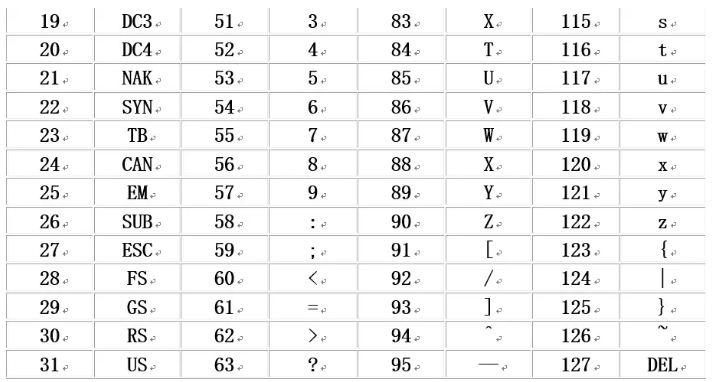 19 DC3 51 3 83 X 115 s
20 DC4 52 4 84 T 116 t
21 NAK 53 5 85 U 117 u
22 SYN 54 6 86 V 118 v
23 TB 55 7 87 W 119 w
24 CAN 56 8 88 X 120 x
25 EM 57 9 89 Y 121 y
26 SUB 58 : 90 Z 122 z
27 ESC 59 ; 91 [ 123 {
28 FS 60 < 92 / 124 |
29 GS 61 = 93 ] 125 }
30 RS 62 > 94 ^ 126 ~
31 US 63 ? 95 — 127 DEL